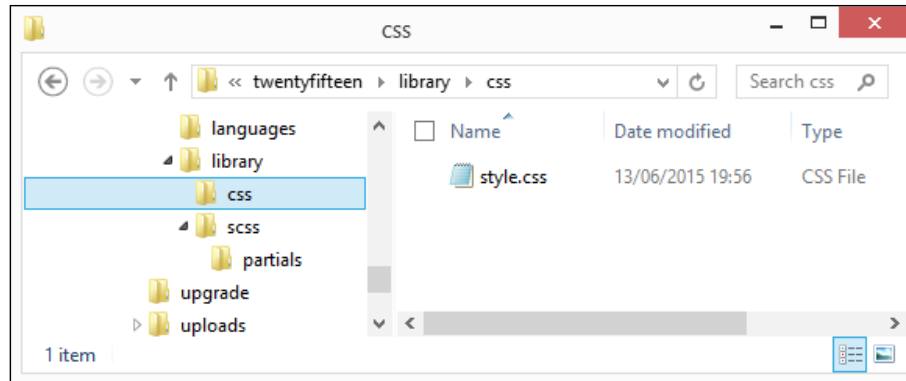 css
« twentyfifteen library css
Search css
languages
library
css
scss
partials
upgrade
uploads
Name Date modified Type
style.css 13/06/2015 19:56 CSS File
1 item